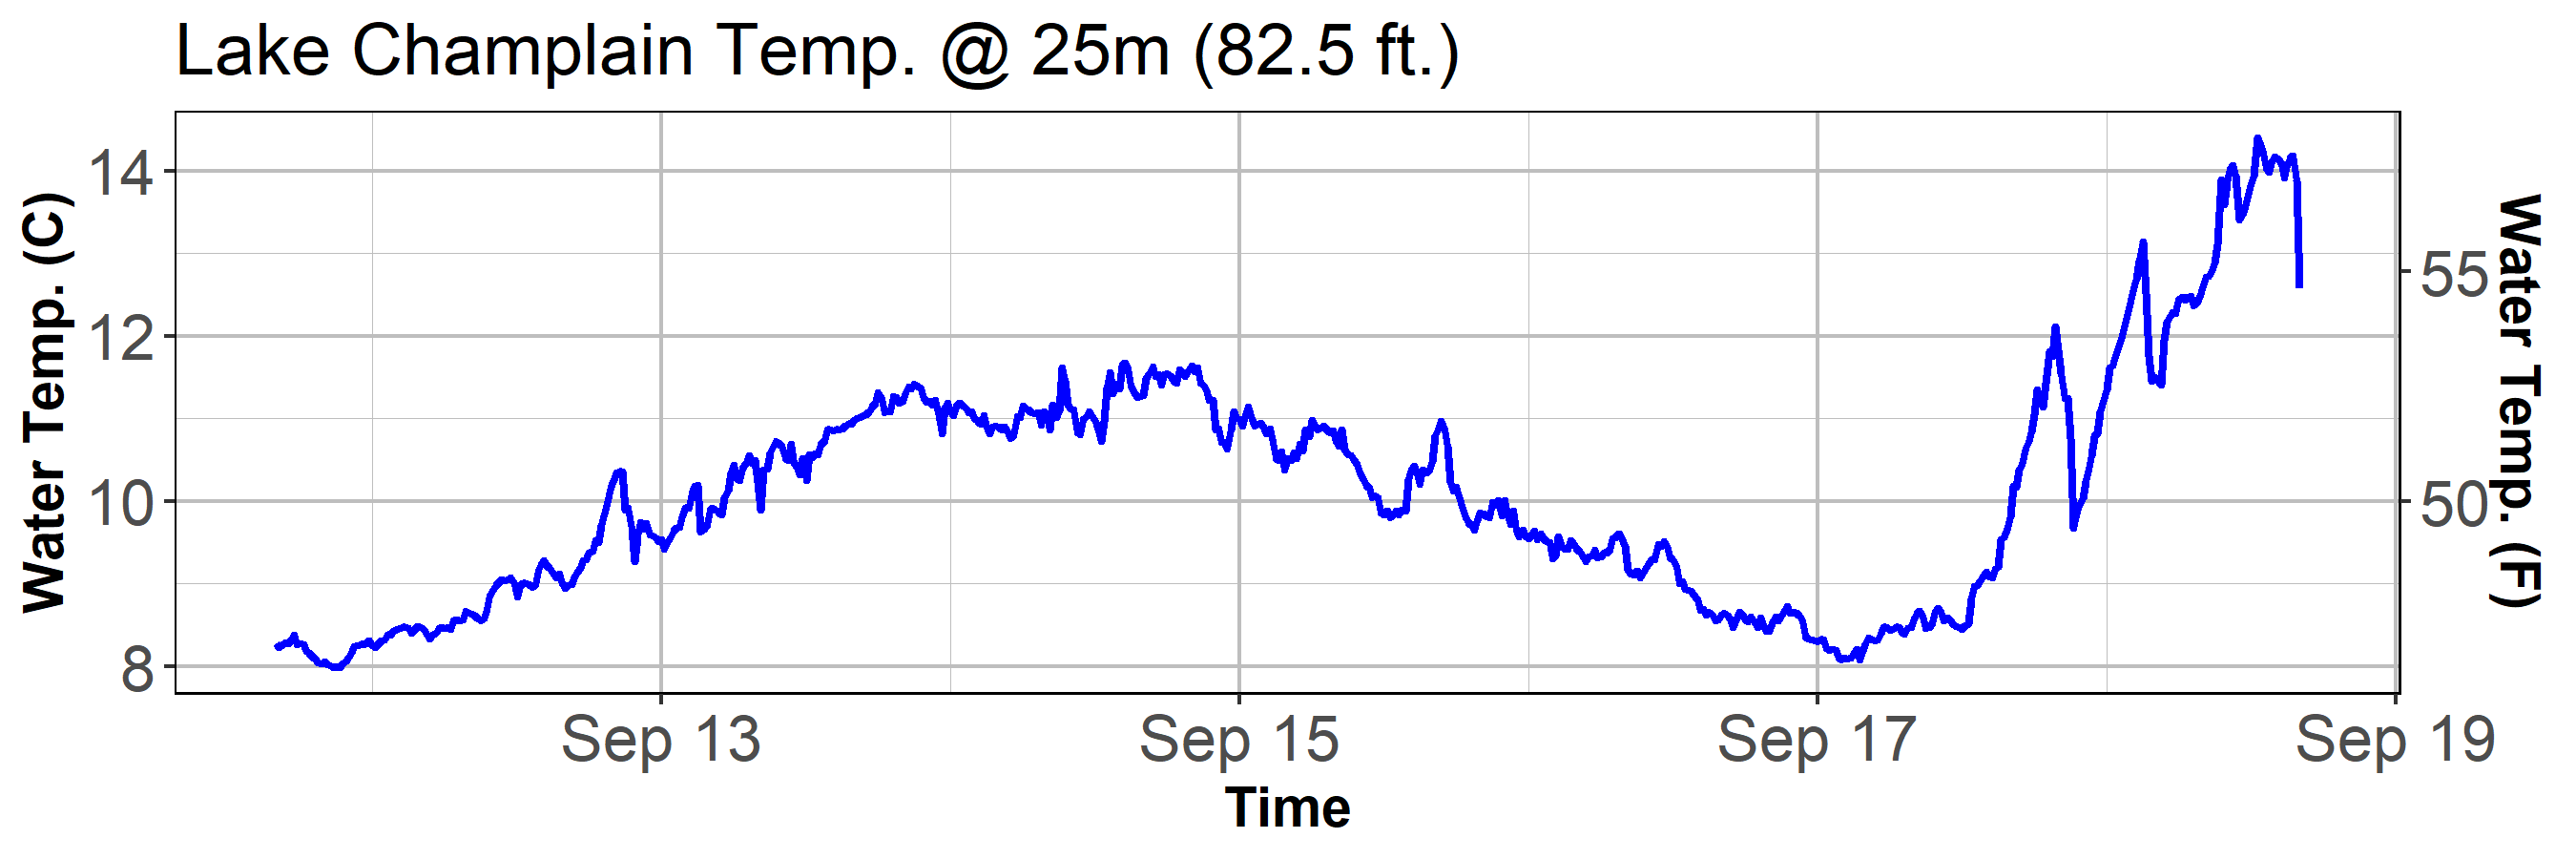 Lake Champlain Temp. @ 25m (82.5 ft.)
Water Temp. (C)
14
12
10
8
55
50
Water Temp. (F)
Sep 13
Sep 15
Sep 17
Sep 19
Time